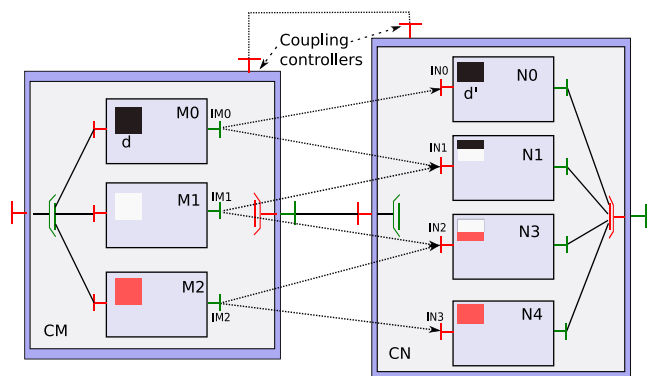 Coupling
controllers
M0
IM0
d
M1
IM1
M2
IM2
CM
IN0
N0
d'
IN1
N1
IN2
N3
IN3
N4
CN